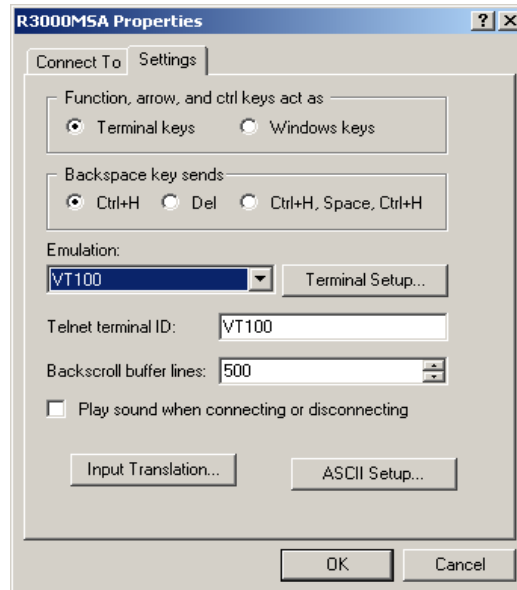 R3000MSA Properties
Connect To Settings
Function, arrow, and ctrl keys act as
Terminal keys Windows keys
Backspace key sends
Ctrl+H Del Ctrl+H, Space, Ctrl+H
Emulation:
VT100 Terminal Setup...
Telnet terminal ID: VT100
Backscroll buffer lines: 500
Play sound when connecting or disconnecting
Input Translation... ASCII Setup...
OK Cancel